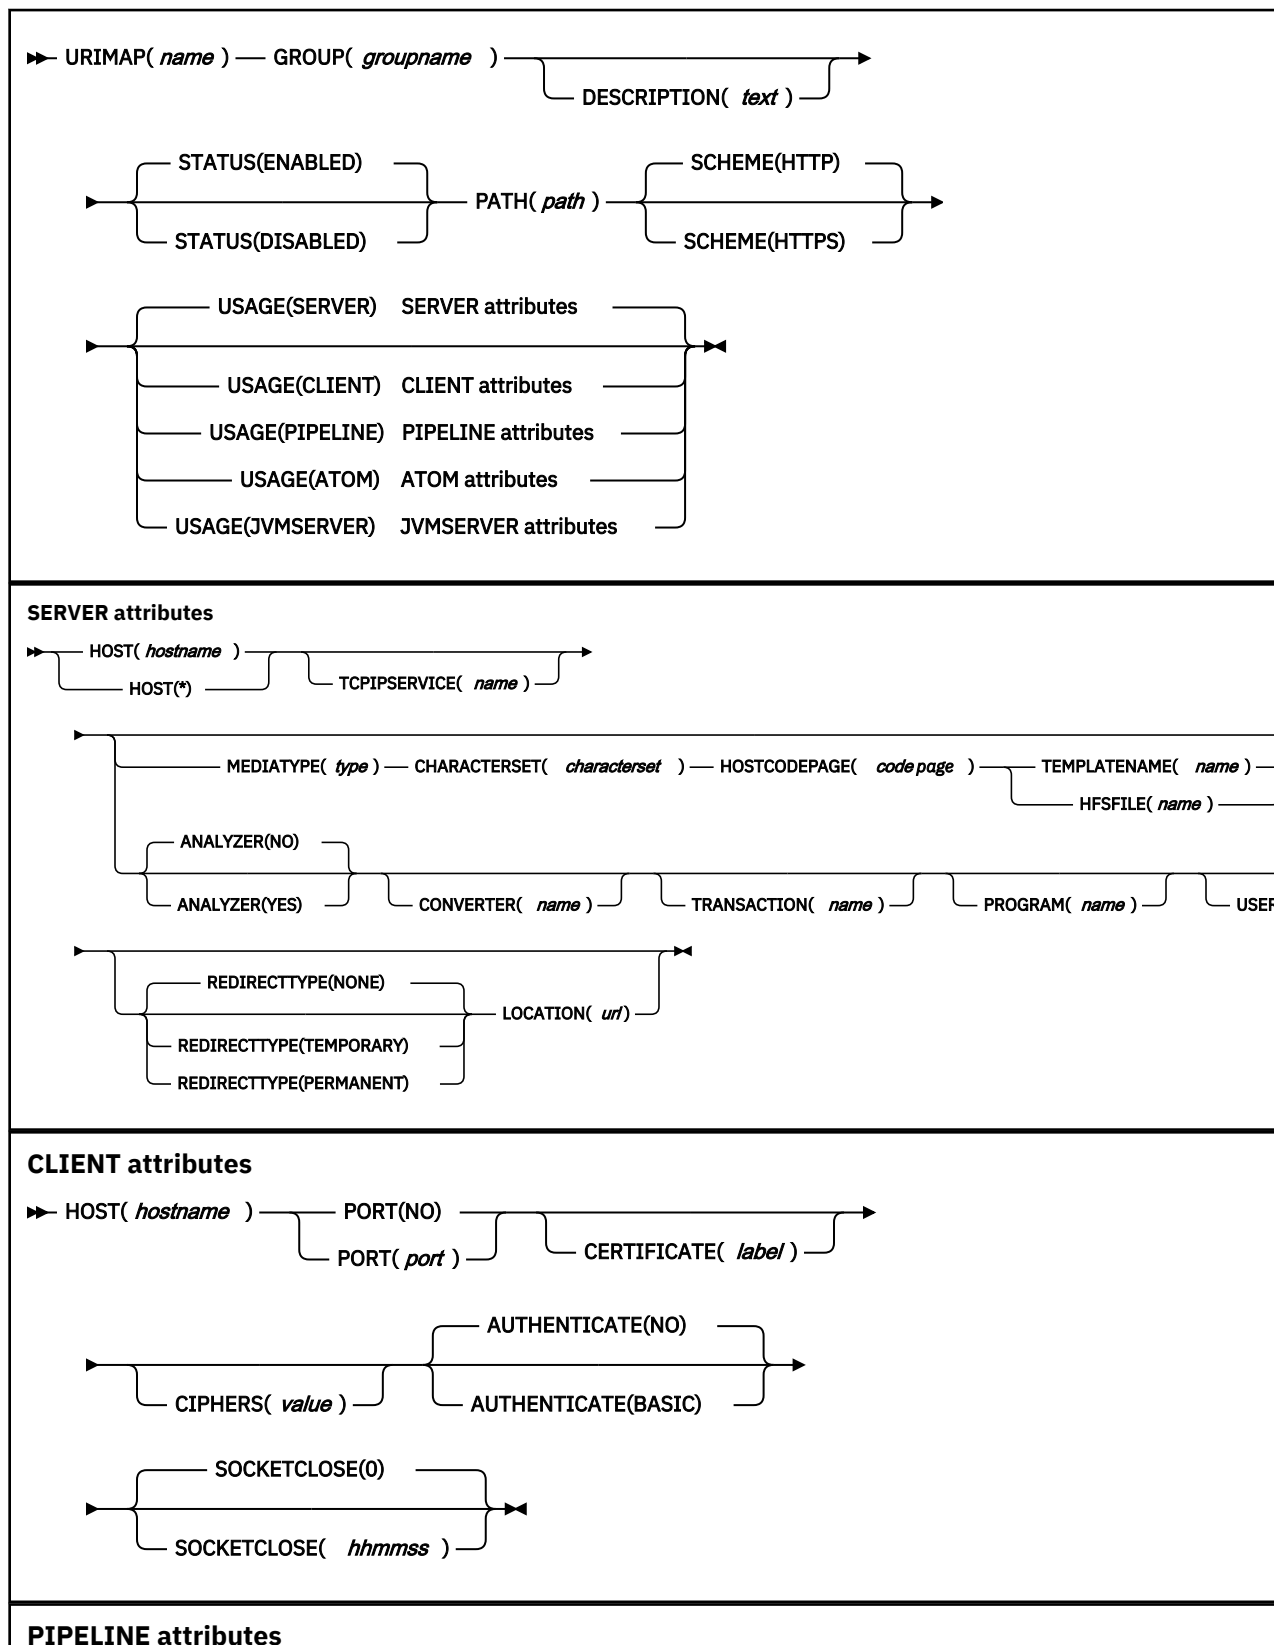 URIMAP( name ) GROUP( groupname )
DESCRIPTION( text )
STATUS(ENABLED) SCHEME(HTTP)
PATH( path )
STATUS(DISABLED) SCHEME(HTTPS)
USAGE(SERVER) SERVER attributes
USAGE(CLIENT) CLIENT attributes
USAGE(PIPELINE) PIPELINE attributes
USAGE(ATOM) ATOM attributes
USAGE(JVMSERVER) JVMSERVER attributes
SERVER attributes
HOST( hostname )
HOST(*) TCPIPSERVICE( name )
MEDIATYPE( type ) CHARACTERSET( characterset ) HOSTCODEPAGE( codepage ) TEMPLATENAME( name )
HFSFILE( name )
ANALYZER(NO)
ANALYZER(YES) CONVERTER( name ) TRANSACTION( name ) PROGRAM( name ) USER
REDIRECTTYPE(NONE)
LOCATION( url )
REDIRECTTYPE(TEMPORARY)
REDIRECTTYPE(PERMANENT)
CLIENT attributes
HOST( hostname ) PORT(NO)
PORT( port ) CERTIFICATE( label )
AUTHENTICATE(NO)
CIPHERS( value ) AUTHENTICATE(BASIC)
SOCKETCLOSE(0)
SOCKETCLOSE( hhmmss )
PIPELINE attributes